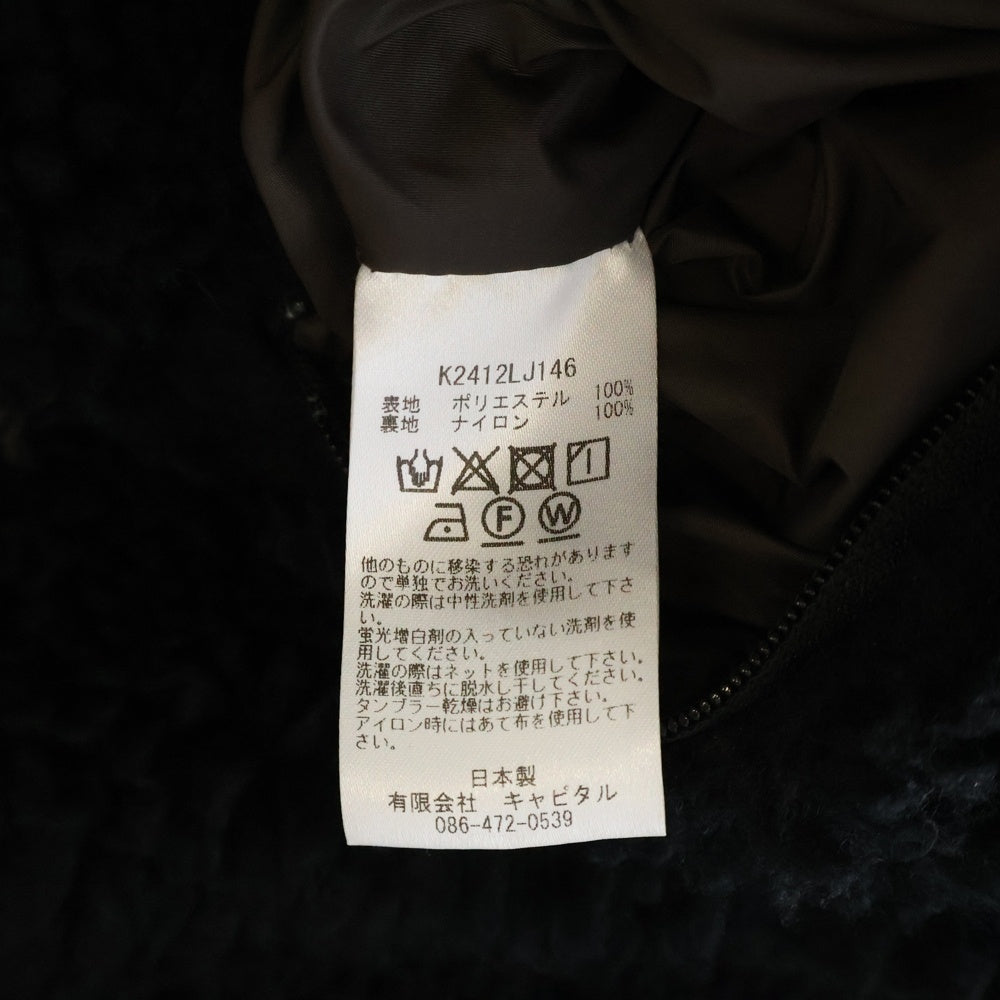 K2412LJ146
表地 ポリエステル 100%
裏地 ナイロン 100%
F W
他のものに移染する恐れがあります
ので単独でお洗いください。
洗濯の際は中性洗剤を使用して下さ
い。
蛍光増白剤の入っていない洗剤を使
用してください。
洗濯の際はネットを使用して下さい。
洗濯後直ちに脱水し干してください。
タンブラー乾燥はお避け下さい。
アイロン時にはあて布を使用して下
さい。
日本製
有限会社 キャピタル
086-472-0539